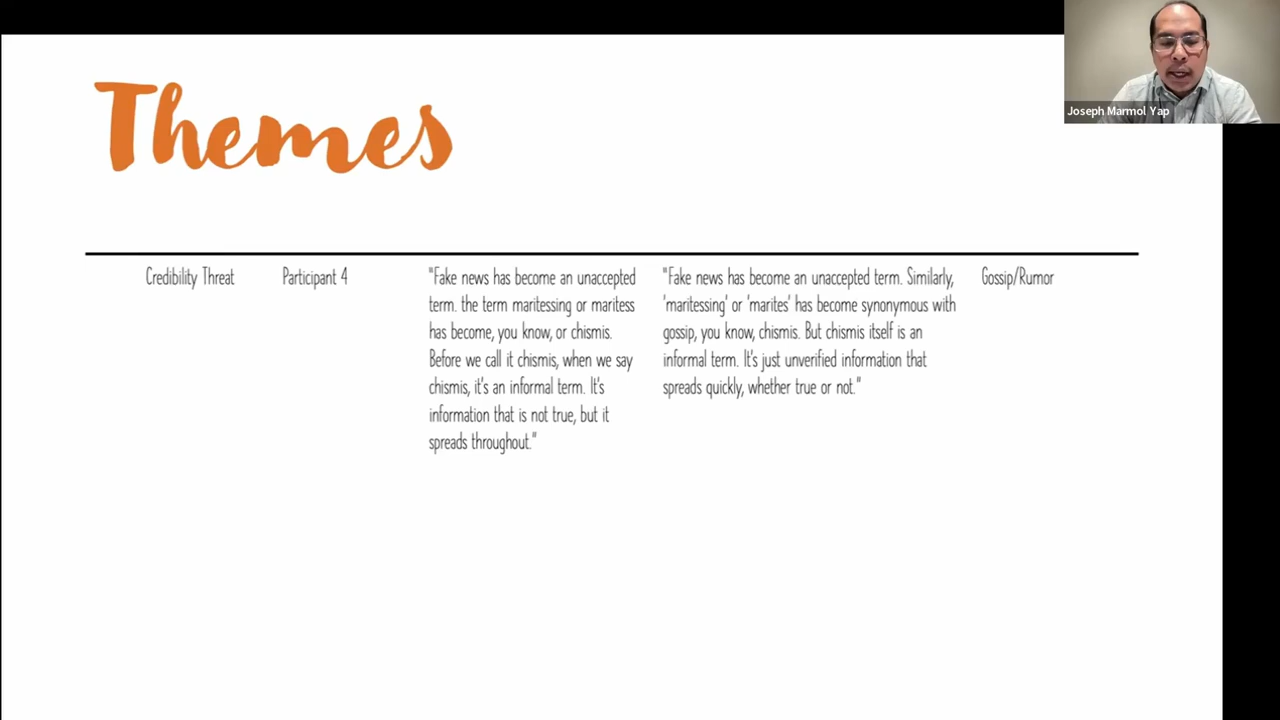 Themes
Joseph Marmol Yap
Credibility Threat
Participant 4
"Fake news has become an unaccepted
term. the term maritessing or maritess
has become, you know, or chismis.
Before we call it chismis, when we say
chismis, it's an informal term. It's
information that is not true, but it
spreads throughout."
"Fake news has become an unaccepted term. Similarly,
'maritessing' or 'marites' has become synonymous with
gossip, you know, chismis. But chismis itself is an
informal term. It's just unverified information that
spreads quickly, whether true or not."
Gossip/Rumor